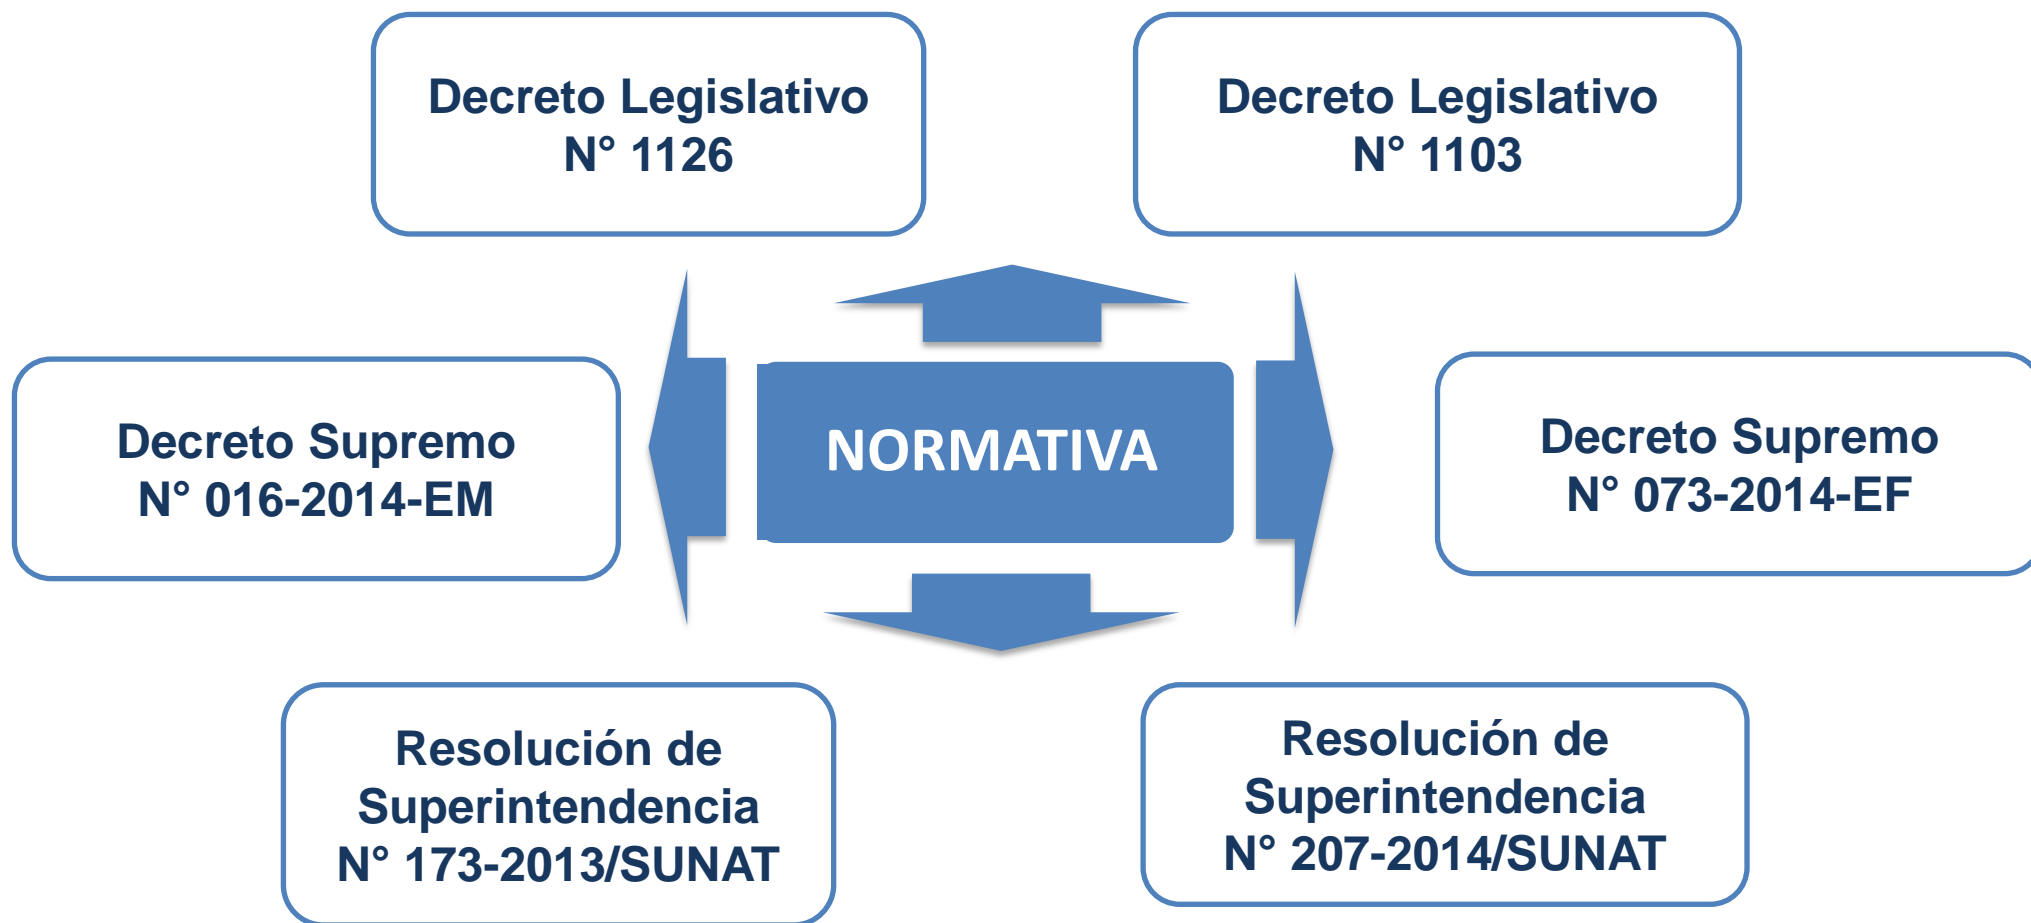 Decreto Legislativo
N° 1126
Decreto Legislativo
N° 1103
Decreto Supremo
N° 016-2014-EM
NORMATIVA
Decreto Supremo
N° 073-2014-EF
Resolución de
Superintendencia
N° 173-2013/SUNAT
Resolución de
Superintendencia
N° 207-2014/SUNAT